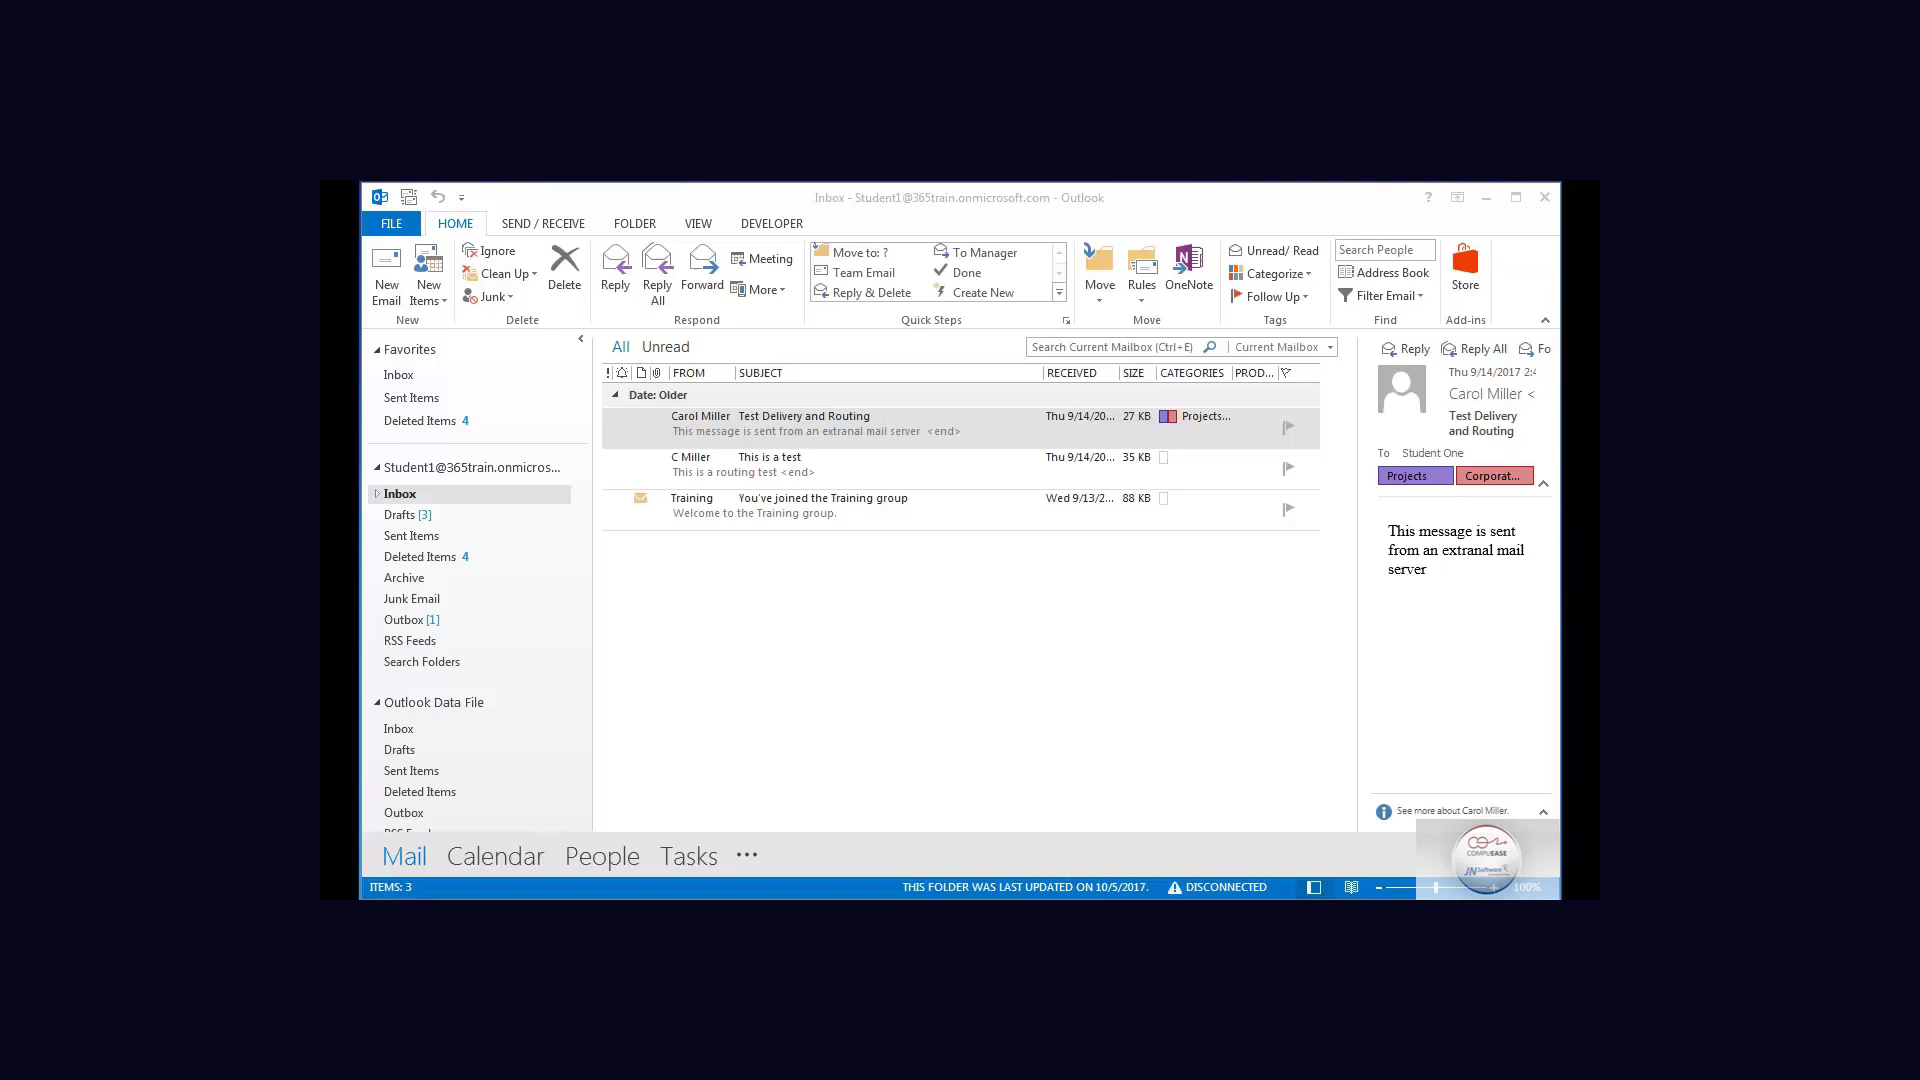 Inbox - Student1@365train.onmicrosoft.com - Outlook
?
FILE HOME SEND / RECEIVE FOLDER VIEW DEVELOPER
New Email
New Items
New
Ignore
Clean Up
Junk
Delete
Delete
Reply
Reply All
Forward
Meeting
More
Respond
Move to: ?
Team Email
Reply & Delete
To Manager
Done
Create New
Quick Steps
Move
Rules
OneNote
Move
Unread/ Read
Categorize
Follow Up
Tags
Search People
Address Book
Filter Email
Find
Store
Add-ins
Favorites
Inbox
Sent Items
Deleted Items 4
Student1@365train.onmicros...
Inbox
Drafts [3]
Sent Items
Deleted Items 4
Archive
Junk Email
Outbox [1]
RSS Feeds
Search Folders
Outlook Data File
Inbox
Drafts
Sent Items
Deleted Items
Outbox
All Unread
Search Current Mailbox (Ctrl+E) Current Mailbox
! FROM SUBJECT RECEIVED SIZE CATEGORIES PROD...
Date: Older
Carol Miller Test Delivery and Routing Thu 9/14/20... 27 KB Projects...
This message is sent from an extranal mail server <end>
C Miller This is a test Thu 9/14/20... 35 KB
This is a routing test <end>
Training You've joined the Training group Wed 9/13/2... 88 KB
Welcome to the Training group.
Reply Reply All Fo
Thu 9/14/2017 2:4
Carol Miller <
Test Delivery
and Routing
To Student One
Projects Corporat...
This message is sent
from an extranal mail
server
See more about Carol Miller.
Mail Calendar People Tasks ...
COMPUEASE
JNSoftware
ITEMS: 3 THIS FOLDER WAS LAST UPDATED ON 10/5/2017. DISCONNECTED 100%